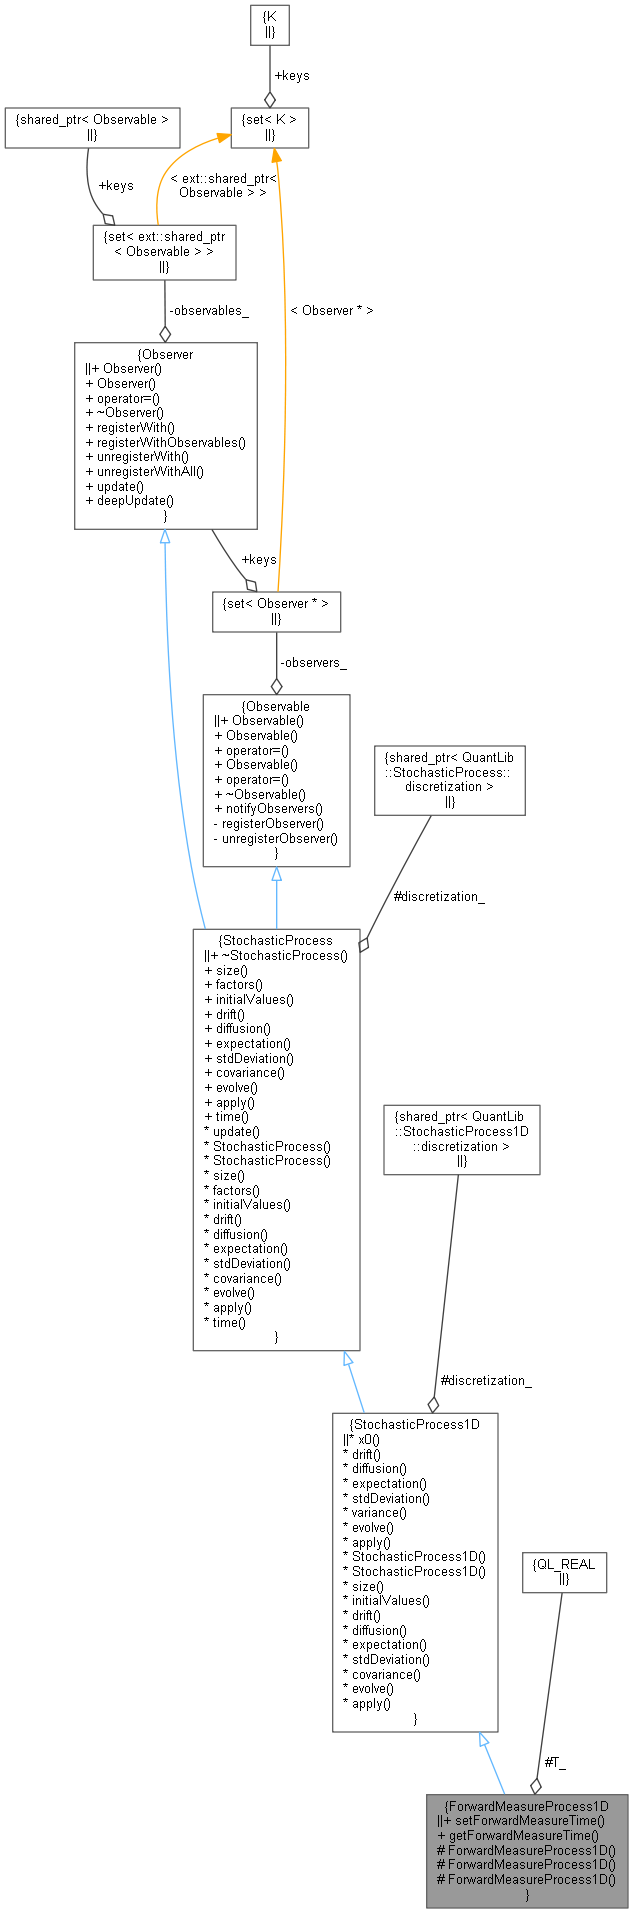 {K
||}
+keys
{shared_ptr< Observable >
||}
{set< K >
||}
+keys
< ext::shared_ptr<
Observable > >
{set< ext::shared_ptr
< Observable > >
||}
-observables_
< Observer * >
{Observer
||+ Observer()
+ Observer()
+ operator=()
+ ~Observer()
+ registerWith()
+ registerWithObservables()
+ unregisterWith()
+ unregisterWithAll()
+ update()
+ deepUpdate()
}
+keys
{set< Observer * >
||}
-observers_
{Observable
||+ Observable()
+ Observable()
+ operator=()
+ Observable()
+ operator=()
+ ~Observable()
+ notifyObservers()
- registerObserver()
- unregisterObserver()
}
{shared_ptr< QuantLib
::StochasticProcess::
discretization >
||}
#discretization_
{StochasticProcess
||+ ~StochasticProcess()
+ size()
+ factors()
+ initialValues()
+ drift()
+ diffusion()
+ expectation()
+ stdDeviation()
+ covariance()
+ evolve()
+ apply()
+ time()
* update()
* StochasticProcess()
* StochasticProcess()
* size()
* factors()
* initialValues()
* drift()
* diffusion()
* expectation()
* stdDeviation()
* covariance()
* evolve()
* apply()
* time()
}
{shared_ptr< QuantLib
::StochasticProcess1D
::discretization >
||}
#discretization_
{StochasticProcess1D
||* x0()
* drift()
* diffusion()
* expectation()
* stdDeviation()
* variance()
* evolve()
* apply()
* StochasticProcess1D()
* StochasticProcess1D()
* size()
* initialValues()
* drift()
* diffusion()
* expectation()
* stdDeviation()
* covariance()
* evolve()
* apply()
}
{QL_REAL
||}
#T_
{ForwardMeasureProcess1D
||+ setForwardMeasureTime()
+ getForwardMeasureTime()
# ForwardMeasureProcess1D()
# ForwardMeasureProcess1D()
# ForwardMeasureProcess1D()
}